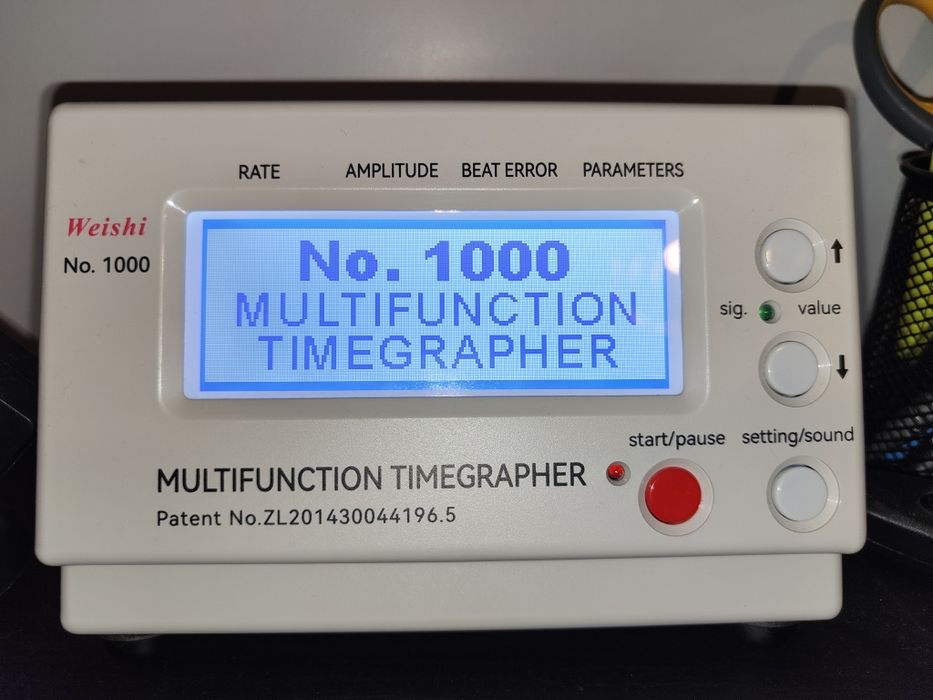 RATE AMPLITUDE BEAT ERROR PARAMETERS
Weishi
No. 1000
No. 1000
MULTIFUNCTION
TIMEGRAPHER
sig. value
start/pause setting/sound
MULTIFUNCTION TIMEGRAPHER
Patent No.ZL201430044196.5